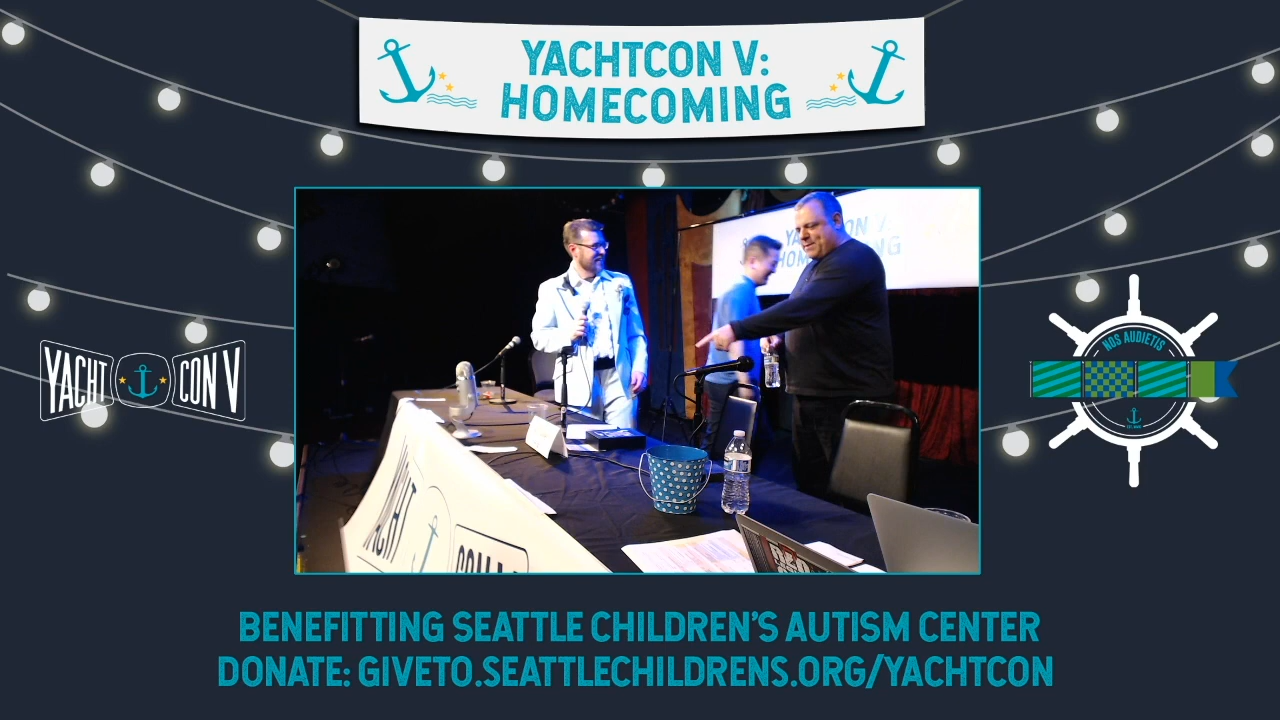 YACHTCON V:
HOMECOMING
YACHT CON V
NOS AUDIETIS
BENEFITTING SEATTLE CHILDREN'S AUTISM CENTER
DONATE: GIVETO.SEATTLECHILDRENS.ORG/YACHTCON